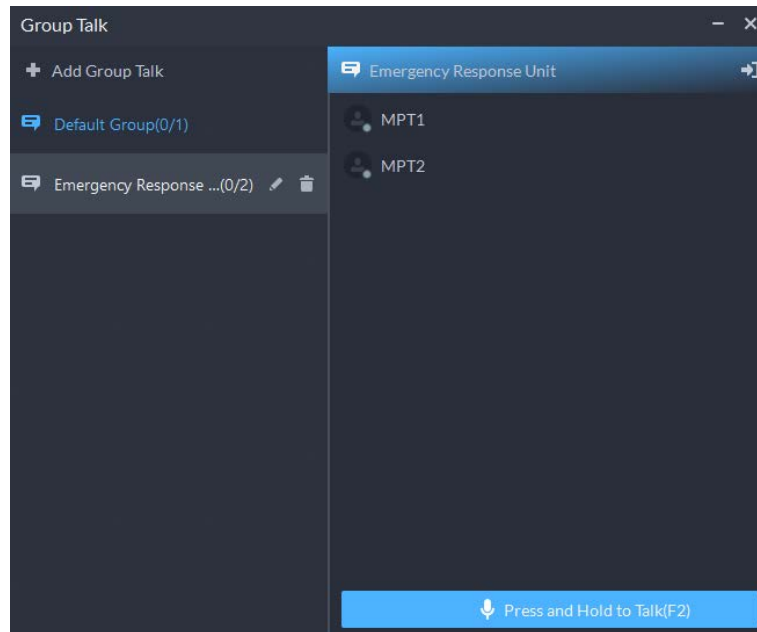 Group Talk
Add Group Talk
Default Group(0/1)
Emergency Response ...(0/2)
Emergency Response Unit
MPT1
MPT2
Press and Hold to Talk(F2)